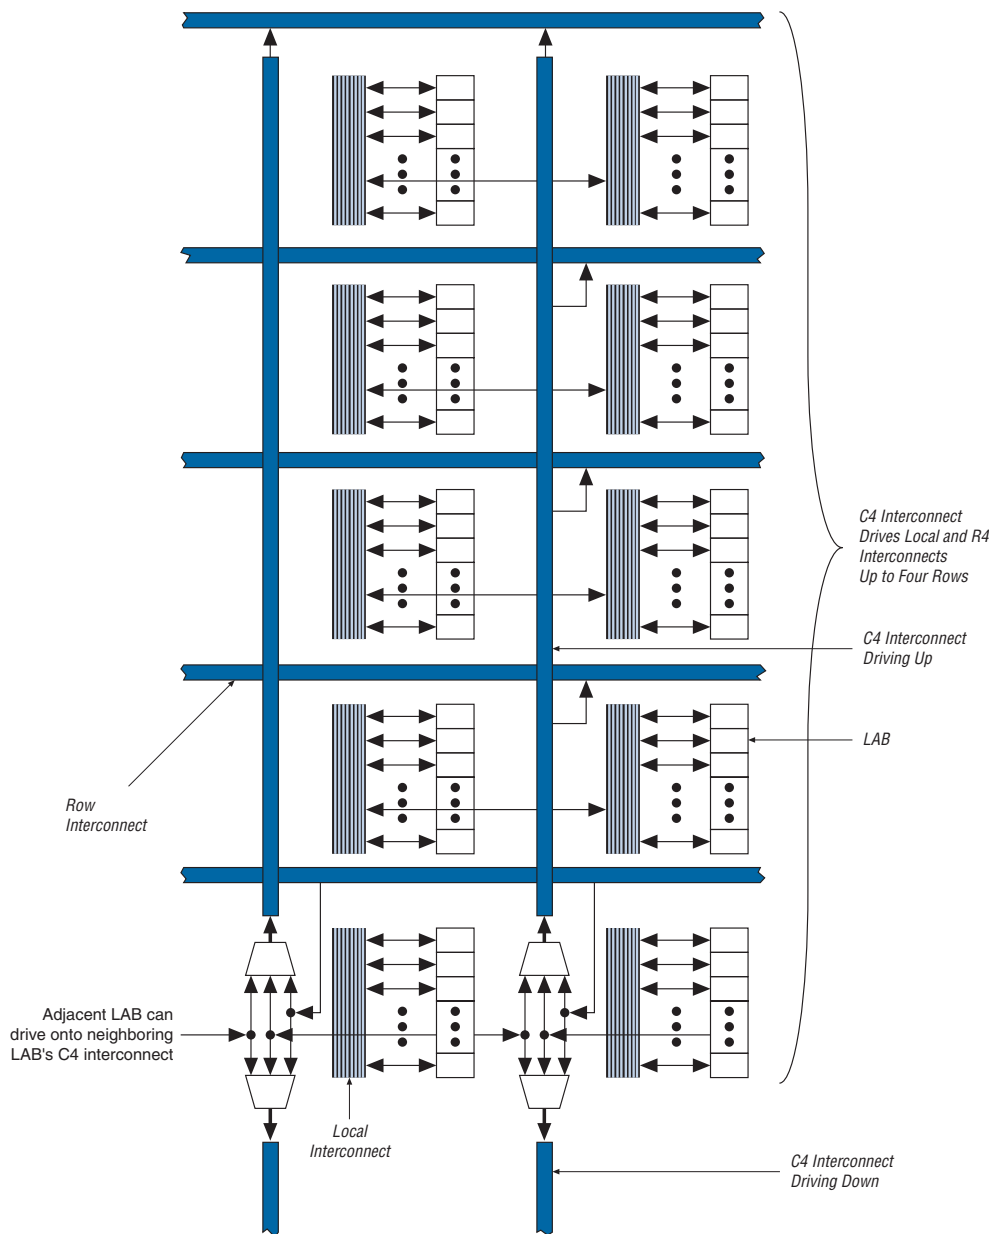 C4 Interconnect
Drives Local and R4
Interconnects
Up to Four Rows
C4 Interconnect
Driving Up
LAB
Row
Interconnect
Adjacent LAB can
drive onto neighboring
LAB's C4 interconnect
Local
Interconnect
C4 Interconnect
Driving Down